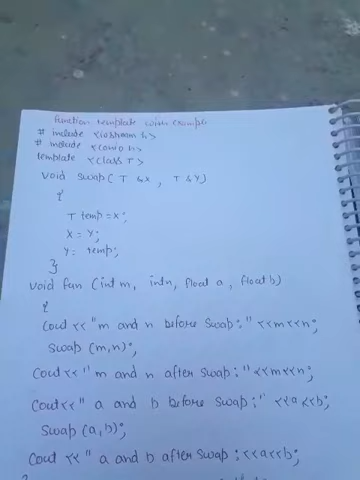 Function template with example
# include <iostream.h>
# include <conio.h>
template <class T>
void swap( T &x , T &y)
{
T temp=x;
x = y;
y = temp;
}
void fun (int m, int n, float a, float b)
{
cout << "m and n before swap:" <<m<<n;
swap (m,n);
cout << "m and n after swap:" <<m<<n;
cout<<" a and b before swap:" <<a<<b;
swap (a,b);
cout << " a and b after swap:<<a<<b;